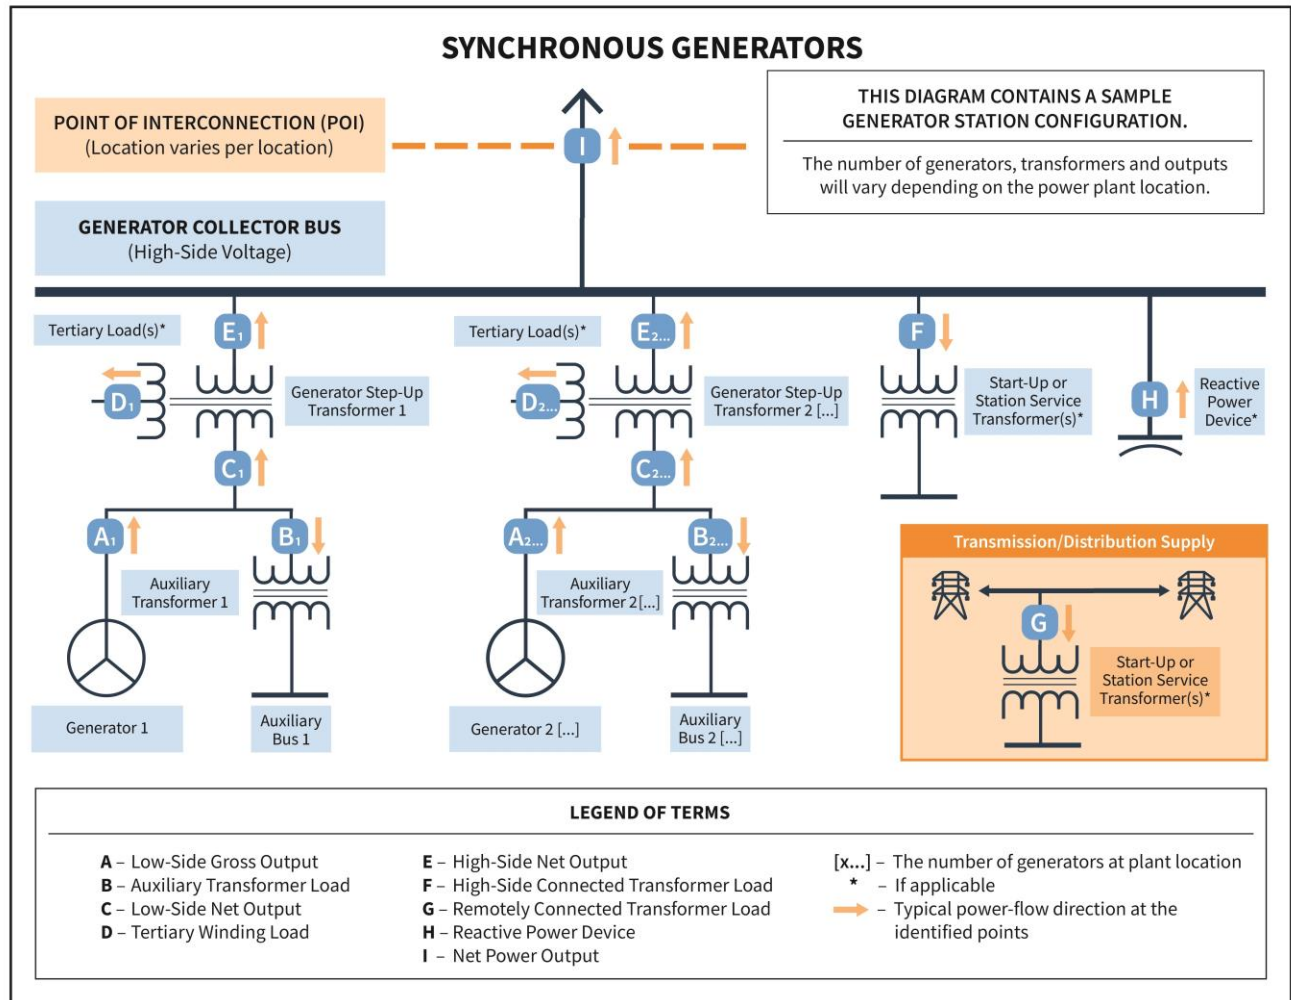 SYNCHRONOUS GENERATORS
POINT OF INTERCONNECTION (POI)
(Location varies per location)
I
THIS DIAGRAM CONTAINS A SAMPLE
GENERATOR STATION CONFIGURATION.
The number of generators, transformers and outputs
will vary depending on the power plant location.
GENERATOR COLLECTOR BUS
(High-Side Voltage)
Tertiary Load(s)*
E1
D1
Generator Step-Up
Transformer 1
C1
A1
B1
Auxiliary
Transformer 1
Generator 1
Auxiliary
Bus 1
Tertiary Load(s)*
E2...
D2...
Generator Step-Up
Transformer 2 [...]
C2...
A2...
B2...
Auxiliary
Transformer 2[...]
Generator 2 [...]
Auxiliary
Bus 2 [...]
F
Start-Up or
Station Service
Transformer(s)*
H
Reactive
Power
Device*
Transmission/Distribution Supply
G
Start-Up or
Station Service
Transformer(s)*
LEGEND OF TERMS
A – Low-Side Gross Output
B – Auxiliary Transformer Load
C – Low-Side Net Output
D – Tertiary Winding Load
E – High-Side Net Output
F – High-Side Connected Transformer Load
G – Remotely Connected Transformer Load
H – Reactive Power Device
I – Net Power Output
[x...] – The number of generators at plant location
* – If applicable
– Typical power-flow direction at the
identified points